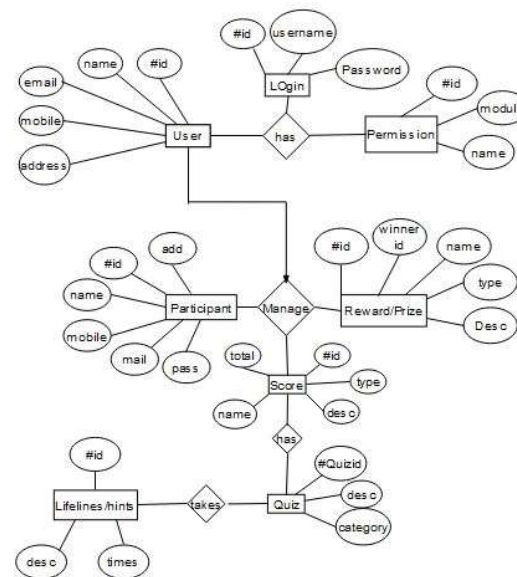 #id
username
name
#id
email
LOgin
Password
#id
mobile
User
has
Permission
modul
address
name
add
#id
winner
id
name
#id
type
name
Participant
Manage
Reward/Prize
mobile
Desc
mail
pass
total
#id
Score
type
name
desc
has
#id
#Quizid
Lifelines/hints
takes
Quiz
desc
category
desc
times